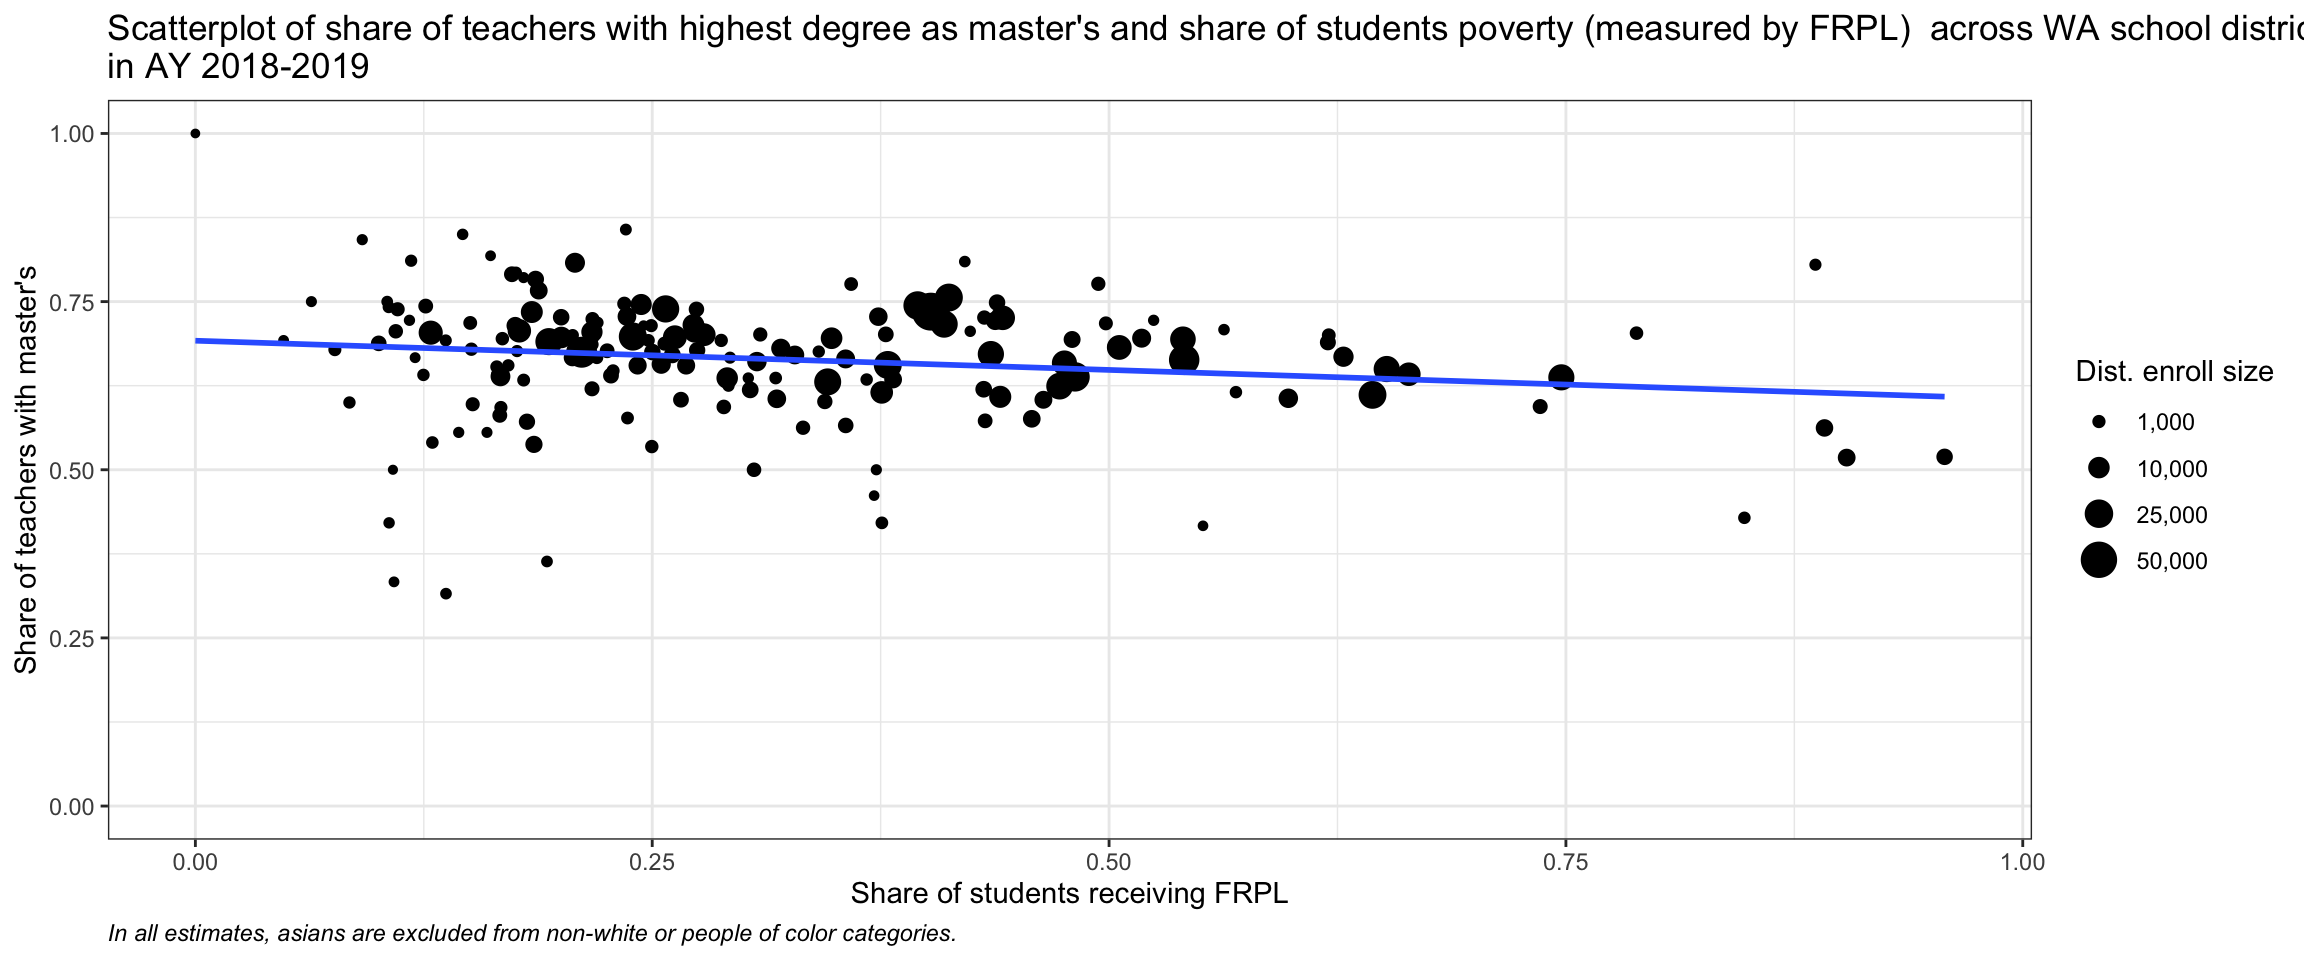 Scatterplot of share of teachers with highest degree as master's and share of students poverty (measured by FRPL)  across WA school distric
in AY 2018-2019
1.00
0.75
0.50
0.25
0.00
Share of teachers with master's
0.00
0.25
0.50
0.75
1.00
Share of students receiving FRPL
Dist. enroll size
1,000
10,000
25,000
50,000
In all estimates, asians are excluded from non-white or people of color categories.